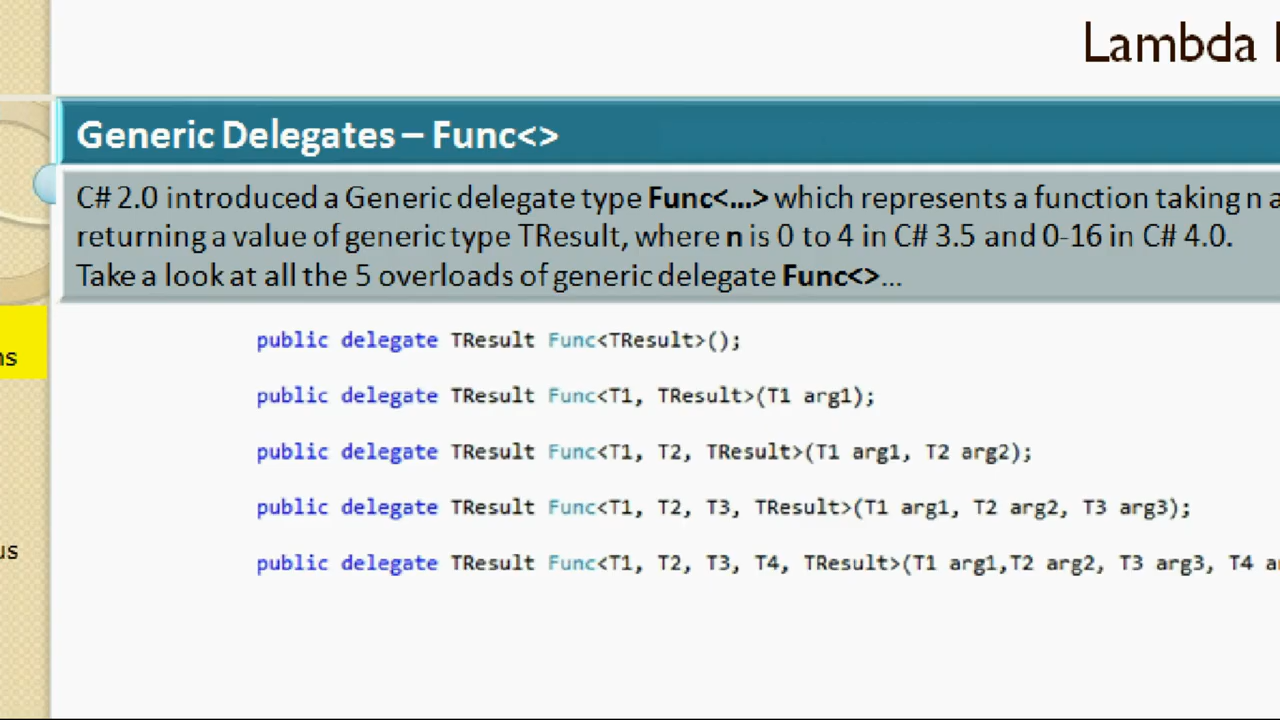 Lambda
Generic Delegates – Func<>
C# 2.0 introduced a Generic delegate type Func<...> which represents a function taking n a
returning a value of generic type TResult, where n is 0 to 4 in C# 3.5 and 0-16 in C# 4.0.
Take a look at all the 5 overloads of generic delegate Func<>...
public delegate TResult Func<TResult>();
ns
public delegate TResult Func<T1, TResult>(T1 arg1);
public delegate TResult Func<T1, T2, TResult>(T1 arg1, T2 arg2);
public delegate TResult Func<T1, T2, T3, TResult>(T1 arg1, T2 arg2, T3 arg3);
us
public delegate TResult Func<T1, T2, T3, T4, TResult>(T1 arg1,T2 arg2, T3 arg3, T4 a